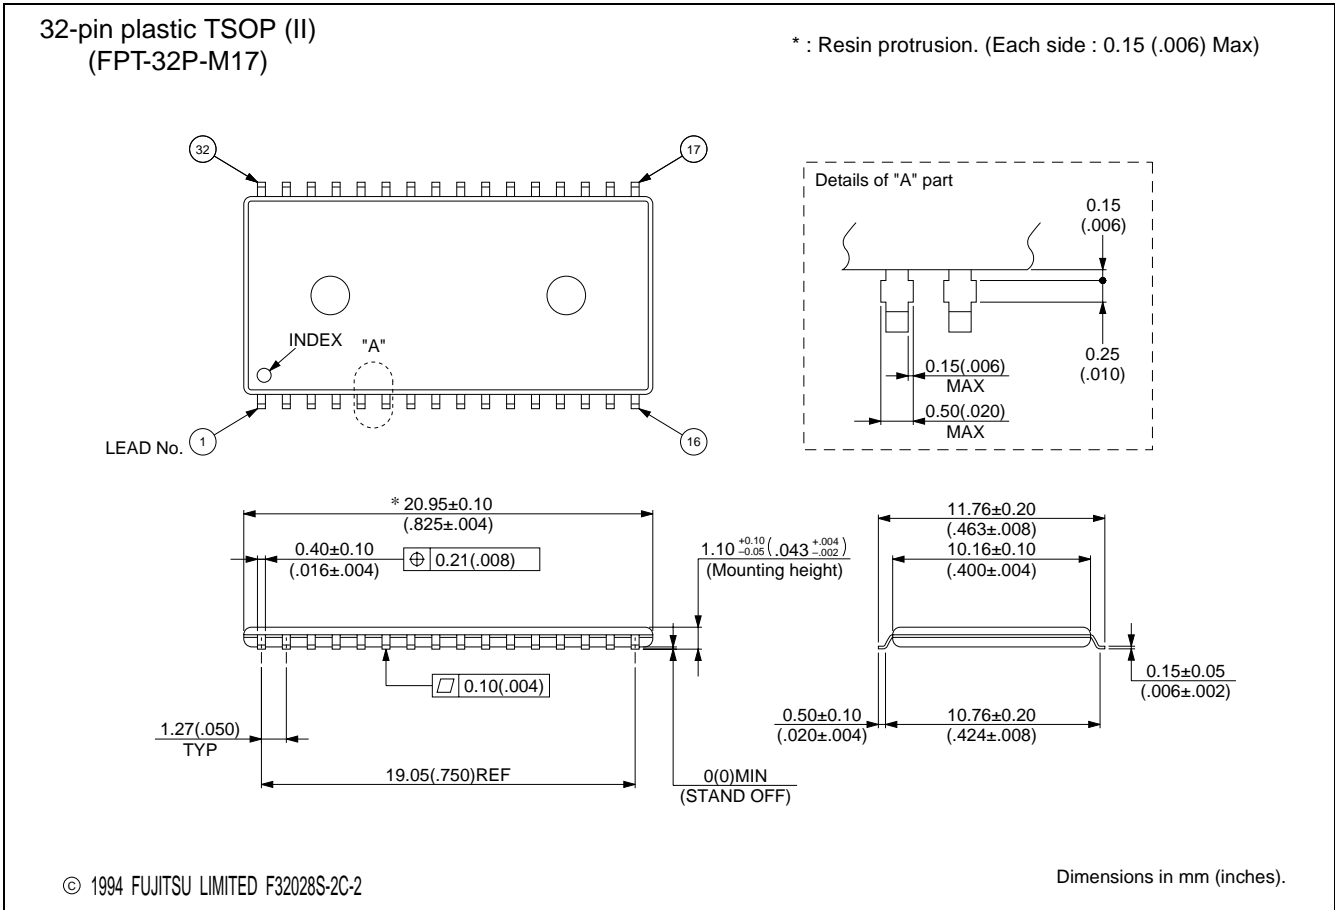 32-pin plastic TSOP (II)
(FPT-32P-M17)
* : Resin protrusion. (Each side : 0.15 (.006) Max)
32
17
INDEX
"A"
LEAD No.
1
16
Details of "A" part
0.15
(.006)
0.25
(.010)
0.15(.006)
MAX
0.50(.020)
MAX
* 20.95±0.10
(.825±.004)
0.40±0.10
(.016±.004)
0.21(.008)
1.10 +0.10 –0.05 ( .043 +.004 –.002 )
(Mounting height)
0.10(.004)
1.27(.050)
TYP
19.05(.750)REF
0(0)MIN
(STAND OFF)
11.76±0.20
(.463±.008)
10.16±0.10
(.400±.004)
0.15±0.05
(.006±.002)
0.50±0.10
(.020±.004)
10.76±0.20
(.424±.008)
© 1994 FUJITSU LIMITED F32028S-2C-2
Dimensions in mm (inches).